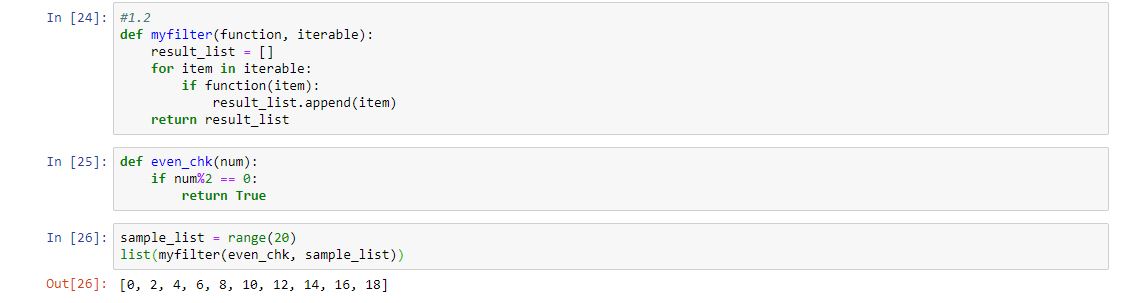 In [24]: #1.2
def myfilter(function, iterable):
    result_list = []
    for item in iterable:
        if function(item):
            result_list.append(item)
    return result_list
In [25]: def even_chk(num):
    if num%2 == 0:
        return True
In [26]: sample_list = range(20)
list(myfilter(even_chk, sample_list))
Out[26]: [0, 2, 4, 6, 8, 10, 12, 14, 16, 18]